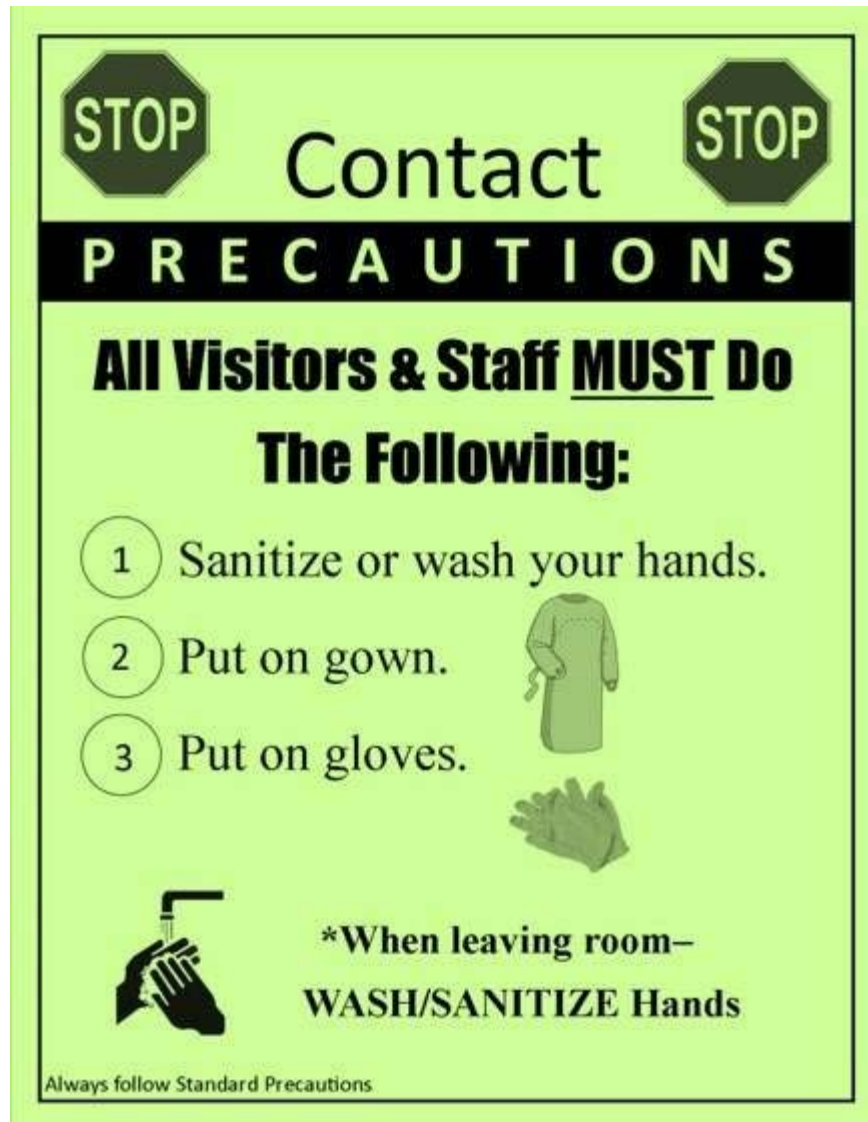 STOP
STOP
Contact
PRECAUTIONS
All Visitors & Staff MUST Do
The Following:
1 Sanitize or wash your hands.
2 Put on gown.
3 Put on gloves.
*When leaving room–
WASH/SANITIZE Hands
Always follow Standard Precautions